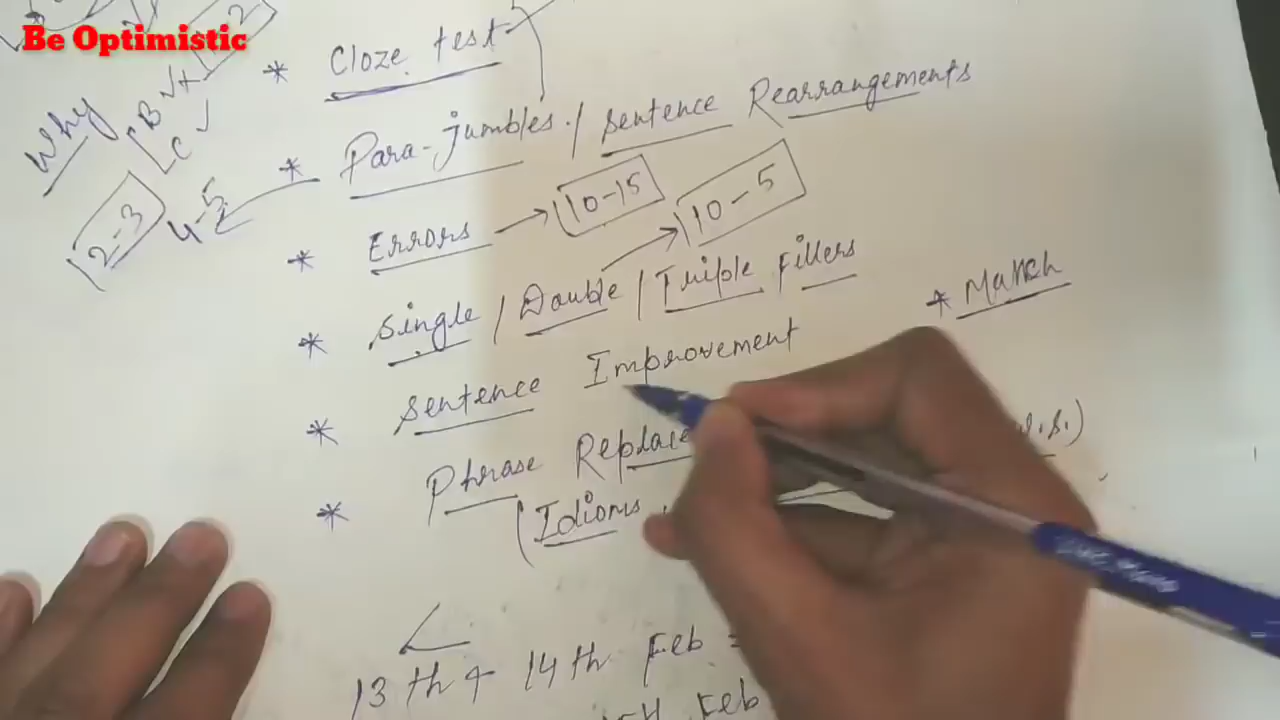 Be Optimistic
* Cloze test
Why
B
C
* Para-jumbles / Sentence Rearrangements
2-3
4-5
* Errors → 10-15
10-5
* Single / Double / Triple Fillers
* Match
* Sentence Improvement
* Phrase Replace
(Idioms
13th & 14th Feb =
Feb